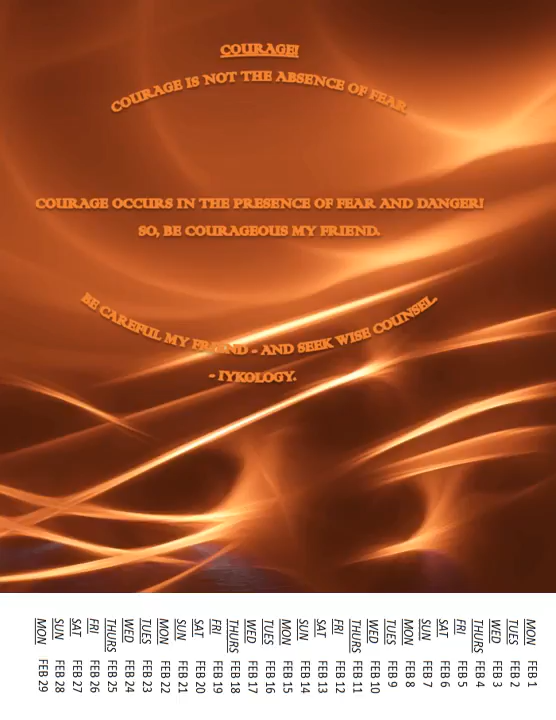 COURAGE!
COURAGE IS NOT THE ABSENCE OF FEAR.
COURAGE OCCURS IN THE PRESENCE OF FEAR AND DANGER!
SO, BE COURAGEOUS MY FRIEND.
BE CAREFUL MY FRIEND - AND SEEK WISE COUNSEL.
- IYKOLOGY.
MON FEB 1
TUES FEB 2
WED FEB 3
THURS FEB 4
FRI FEB 5
SAT FEB 6
SUN FEB 7
MON FEB 8
TUES FEB 9
WED FEB 10
THURS FEB 11
FRI FEB 12
SAT FEB 13
SUN FEB 14
MON FEB 15
TUES FEB 16
WED FEB 17
THURS FEB 18
FRI FEB 19
SAT FEB 20
SUN FEB 21
MON FEB 22
TUES FEB 23
WED FEB 24
THURS FEB 25
FRI FEB 26
SAT FEB 27
SUN FEB 28
MON FEB 29